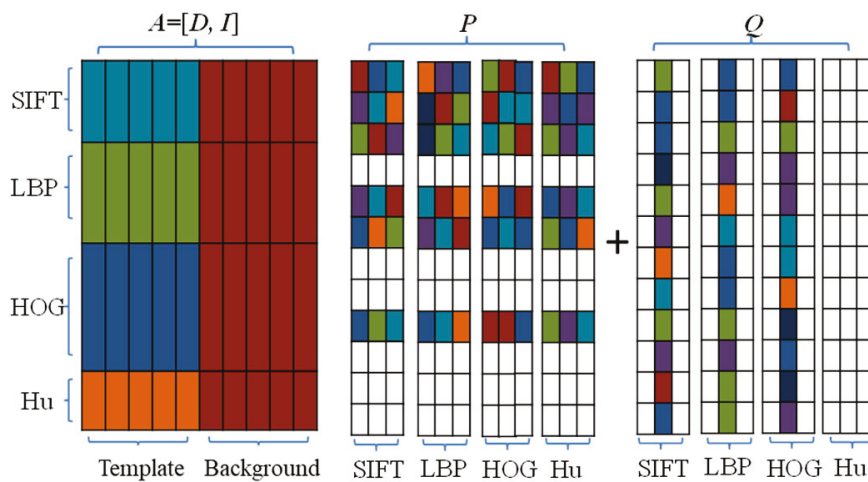 A=[D, I]
P
Q
SIFT
LBP
HOG
Hu
+
Template Background
SIFT LBP HOG Hu
SIFT LBP HOG Hu